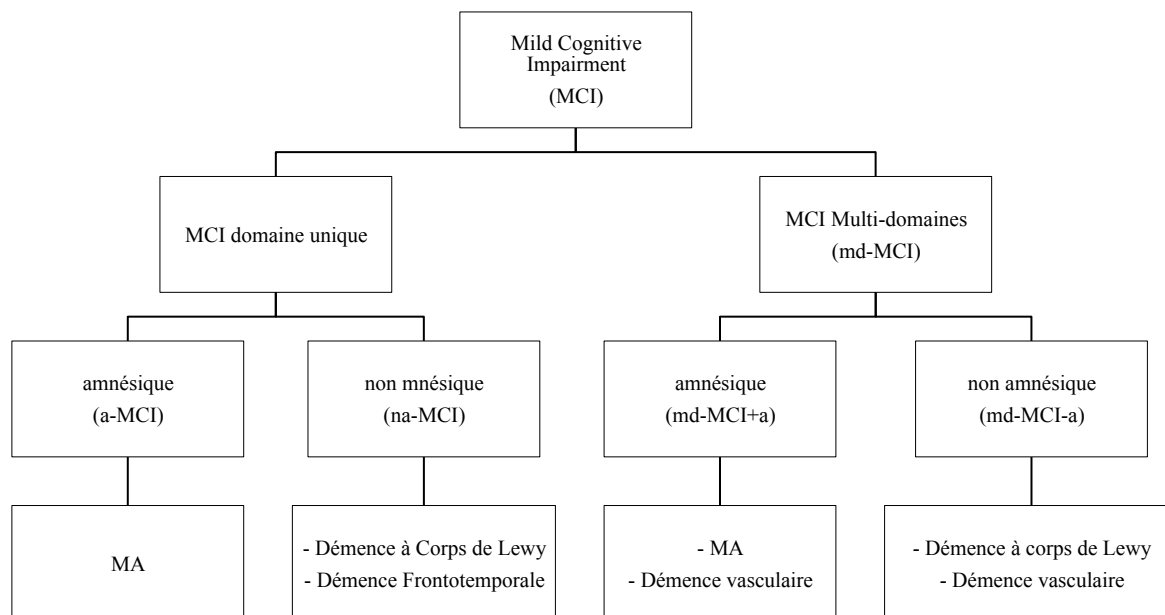 Mild Cognitive
Impairment
(MCI)
MCI domaine unique
MCI Multi-domaines
(md-MCI)
amnésique
(a-MCI)
non mnésique
(na-MCI)
amnésique
(md-MCI+a)
non amnésique
(md-MCI-a)
MA
- Démence à Corps de Lewy
- Démence Frontotemporale
- MA
- Démence vasculaire
- Démence à corps de Lewy
- Démence vasculaire